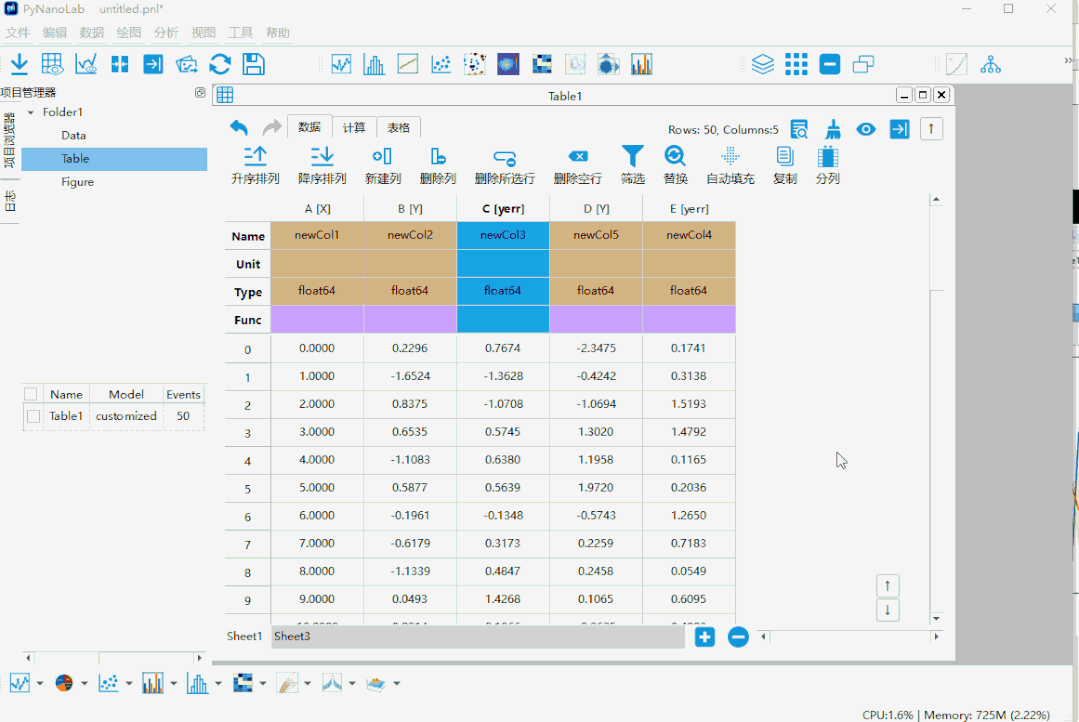 PyNanoLab untitled.pnl*
文件 编辑 数据 绘图 分析 视图 工具 帮助
项目管理器
Table1
项目浏览器
日志
Folder1
Data
Table
Figure
数据 计算 表格
Rows: 50, Columns:5
升序排列 降序排列 新建列 删除列 删除所选行 删除空行 筛选 替换 自动填充 复制 分列
A [X] B [Y] C [yerr] D [Y] E [yerr]
Name newCol1 newCol2 newCol3 newCol5 newCol4
Unit
Type float64 float64 float64 float64 float64
Func
0 0.0000 0.2296 0.7674 -2.3475 0.1741
1 1.0000 -1.6524 -1.3628 -0.4242 0.3138
2 2.0000 0.8375 -1.0708 -1.0694 1.5193
3 3.0000 0.6535 0.5745 1.3020 1.4792
4 4.0000 -1.1083 0.6380 1.1958 0.1165
5 5.0000 0.5877 0.5639 1.9720 0.2036
6 6.0000 -0.1961 -0.1348 -0.5743 1.2650
7 7.0000 -0.6179 0.3173 0.2259 0.7183
8 8.0000 -1.1339 0.4847 0.2458 0.0549
9 9.0000 0.0493 1.4268 0.1065 0.6095
Name Model Events
Table1 customized 50
Sheet1 Sheet3
CPU:1.6% | Memory: 725M (2.22%)